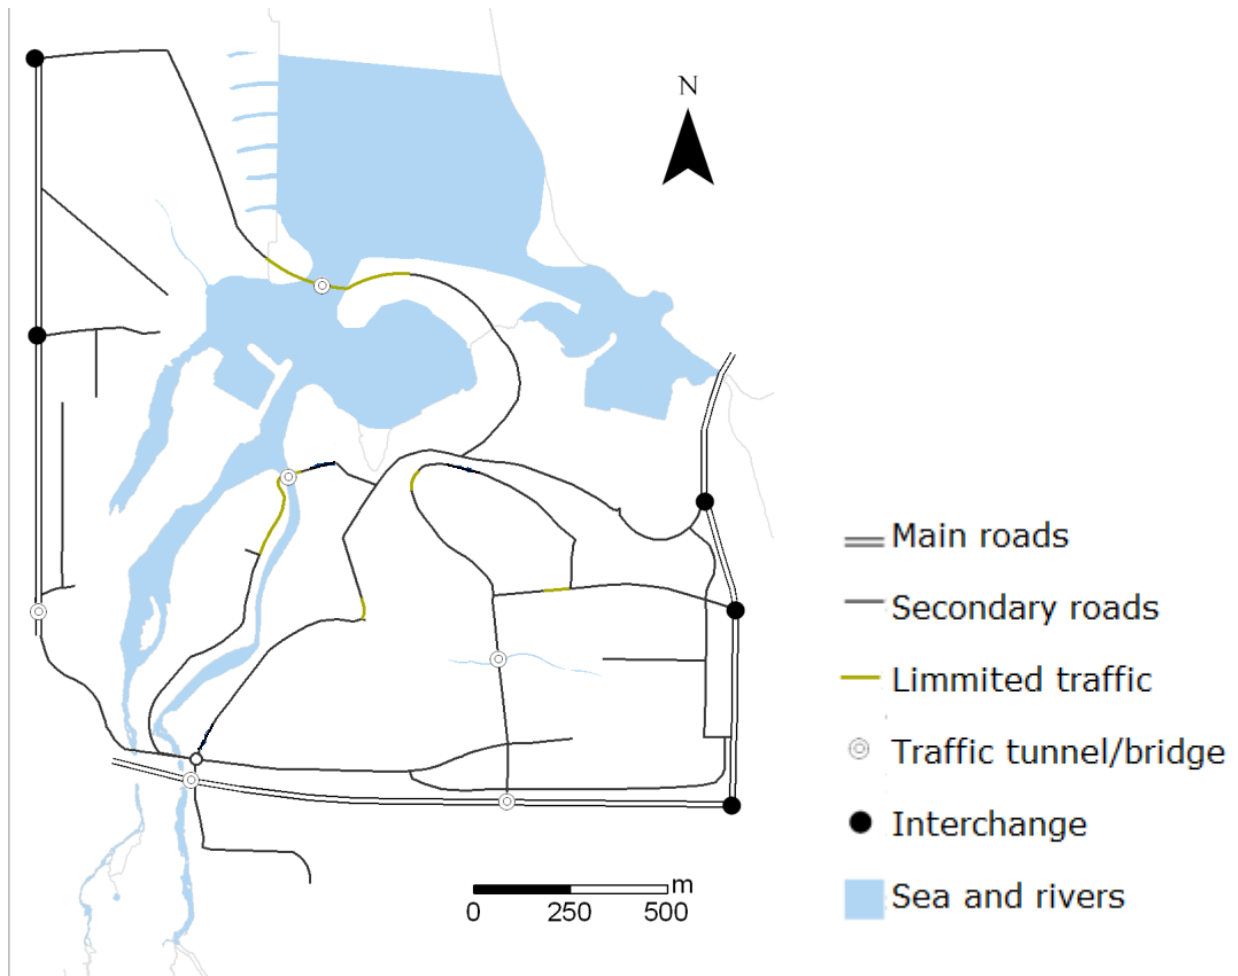 N
Main roads
Secondary roads
Limmited traffic
Traffic tunnel/bridge
Interchange
Sea and rivers
m
0 250 500